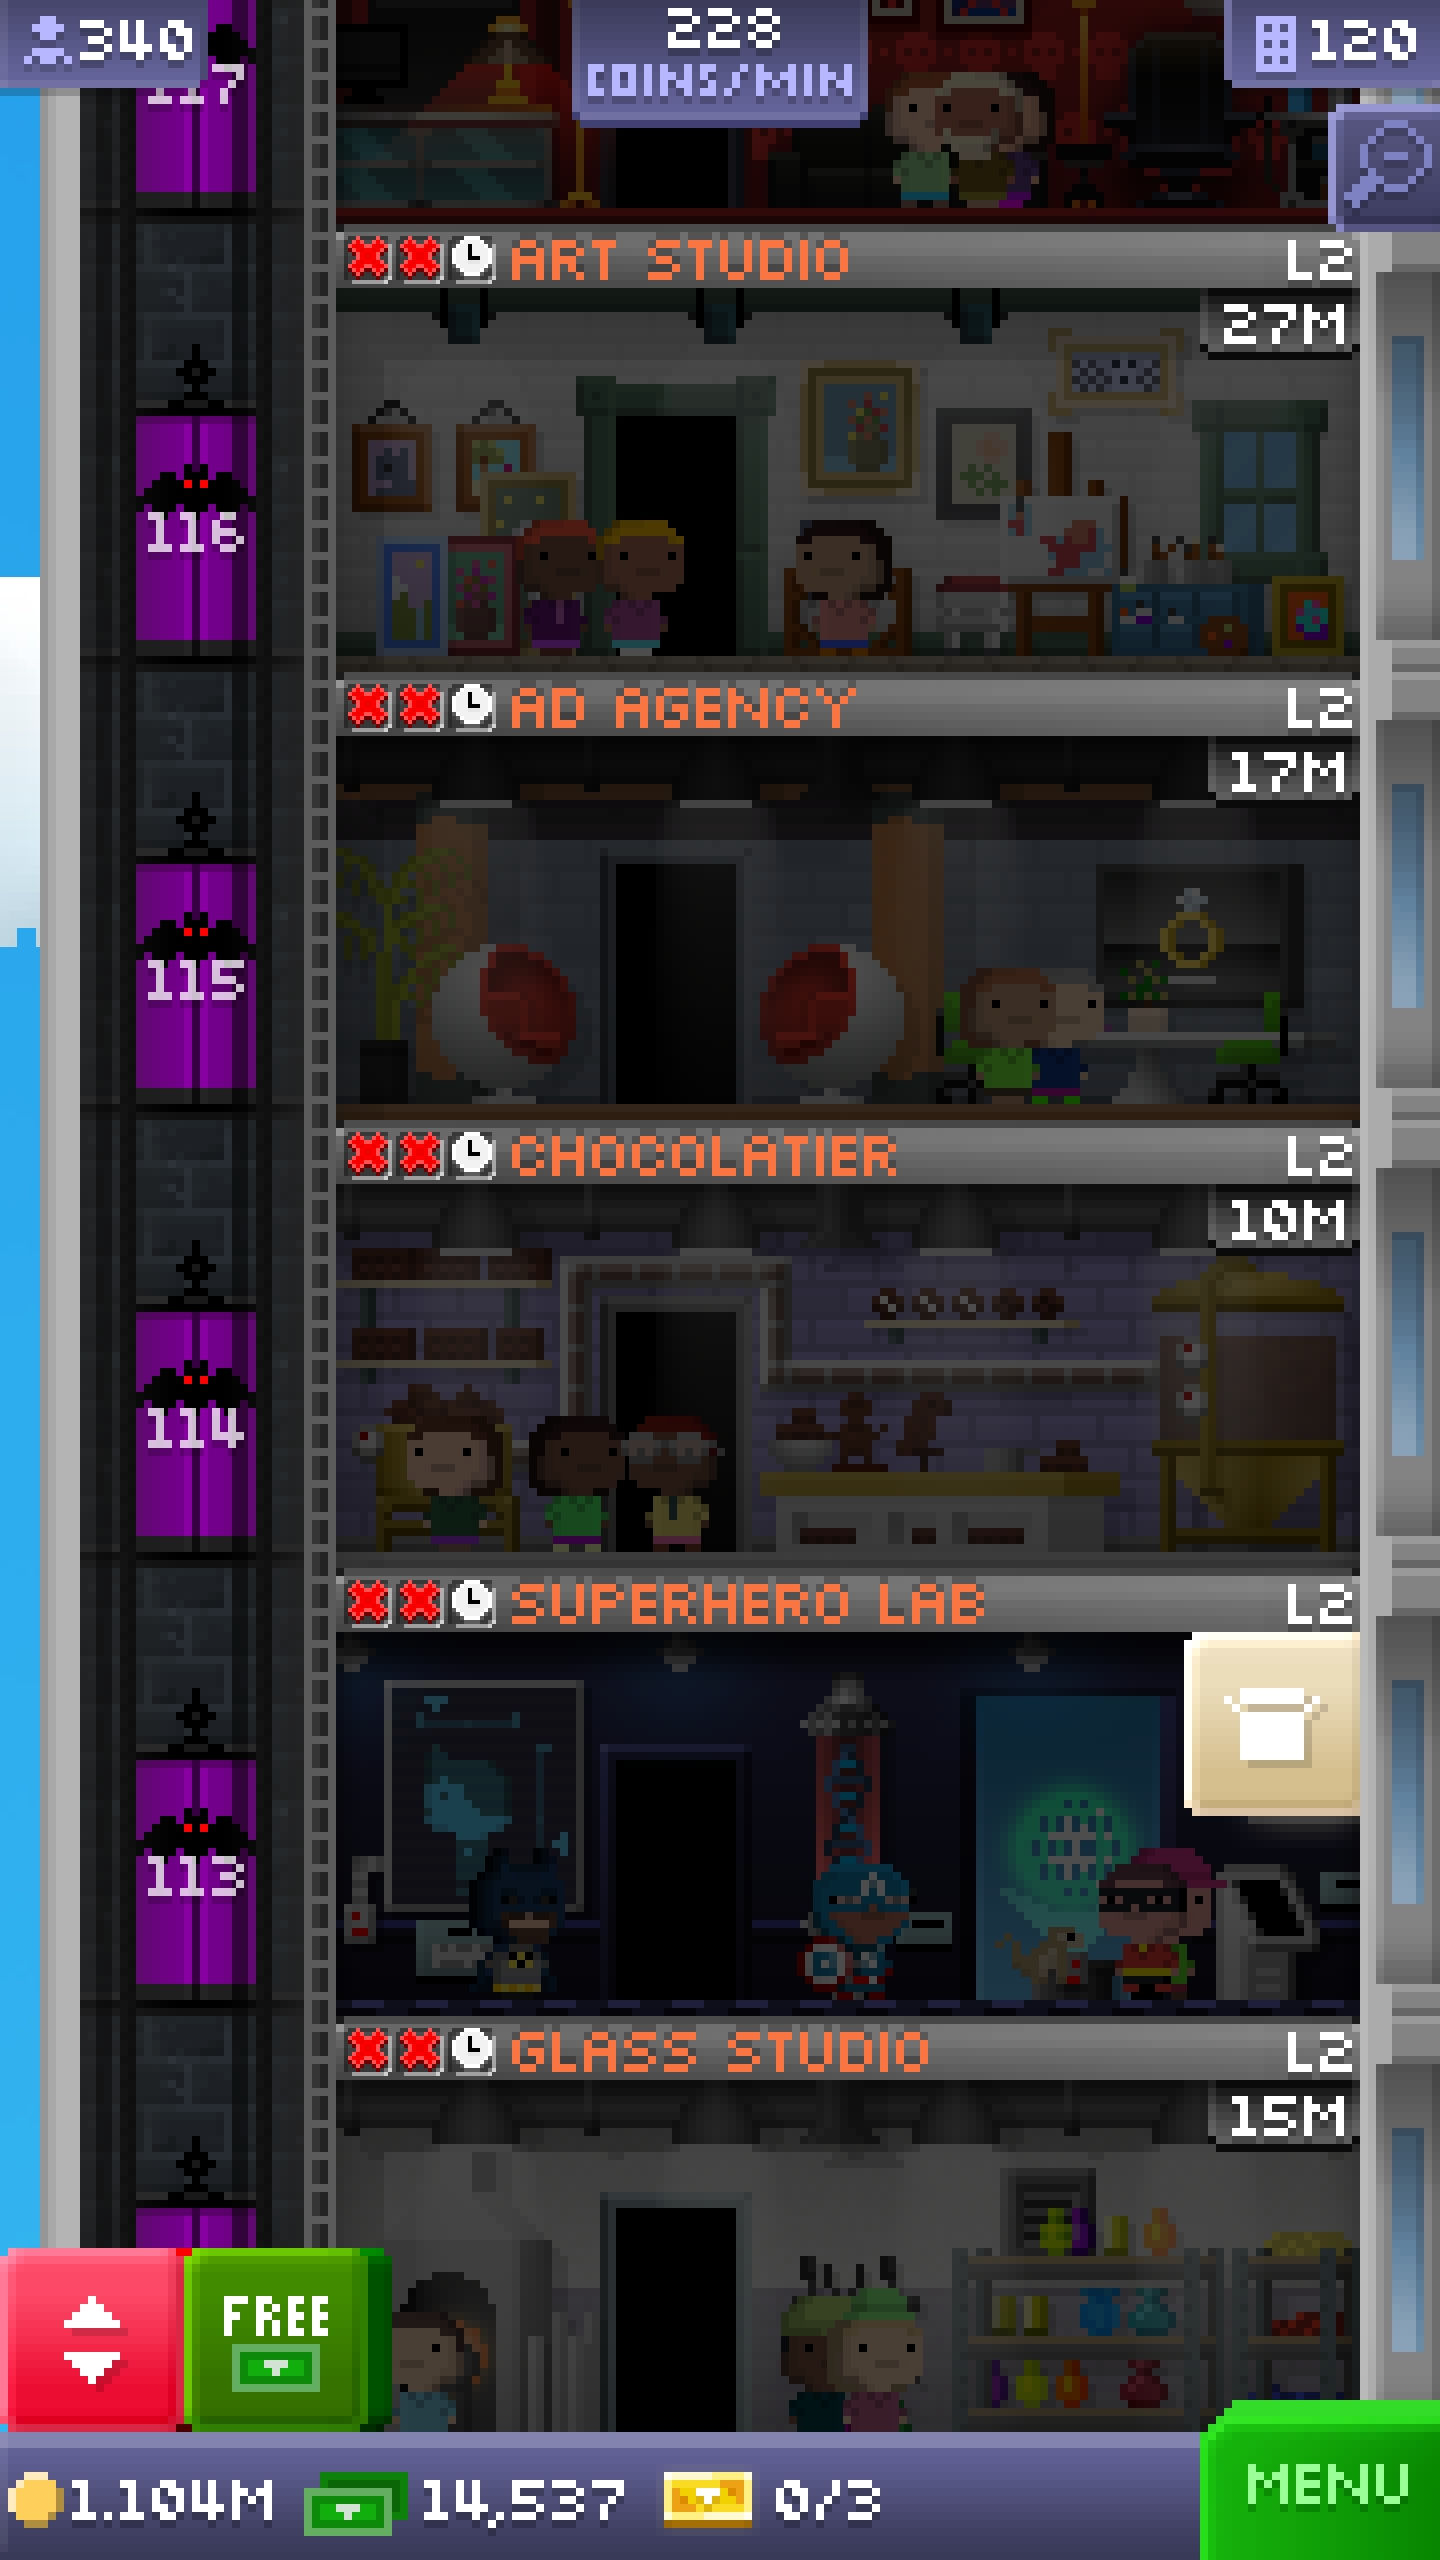 340
228
COINS/MIN
120
117
ART STUDIO L2
27M
116
AD AGENCY L2
17M
115
CHOCOLATIER L2
10M
114
SUPERHERO LAB L2
113
GLASS STUDIO L2
15M
FREE
1.104M 14,537 0/3
MENU